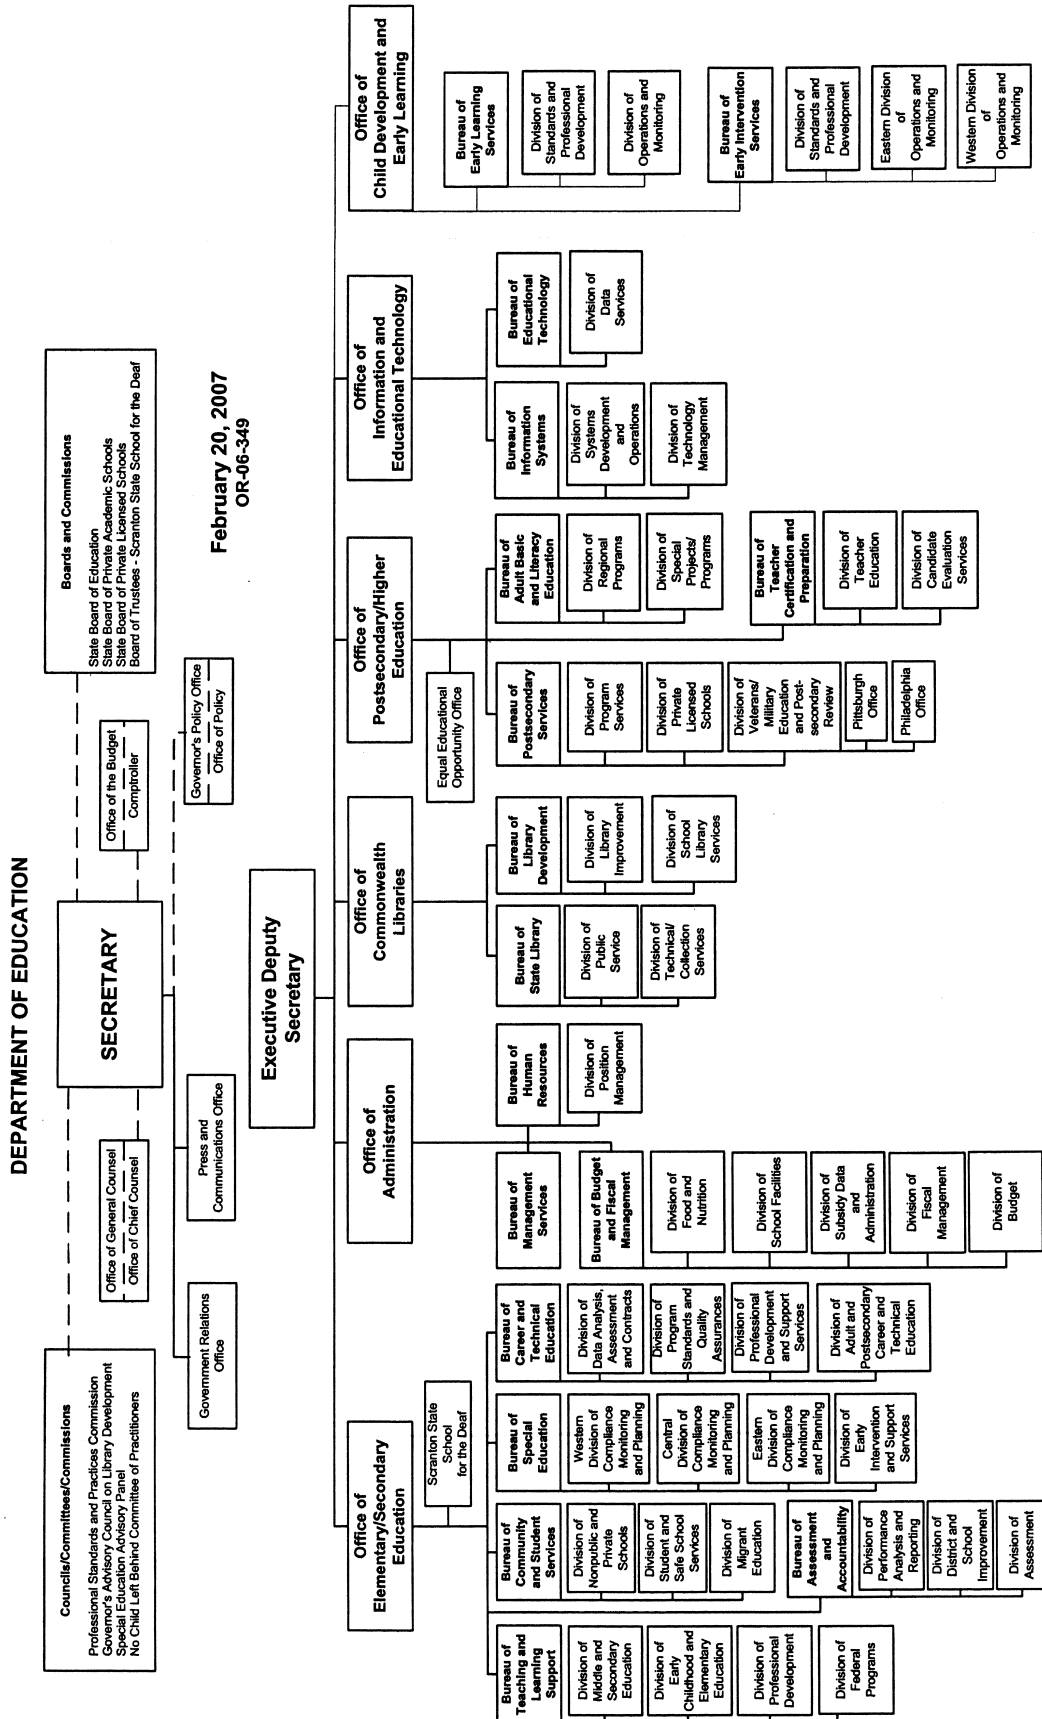 DEPARTMENT OF EDUCATION
Councils/Committees/Commissions
Professional Standards and Practices Commission
Governor's Advisory Council on Library Development
Special Education Advisory Panel
No Child Left Behind Committee of Practitioners
Office of General Counsel
Office of Chief Counsel
SECRETARY
Office of the Budget
Comptroller
Boards and Commissions
State Board of Education
State Board of Private Academic Schools
State Board of Private Licensed Schools
Board of Trustees - Scranton State School for the Deaf
Government Relations
Office
Press and
Communications Office
Governor's Policy Office
Office of Policy
February 20, 2007
OR-06-349
Executive Deputy
Secretary
Office of
Elementary/Secondary
Education
Scranton State
School
for the Deaf
Bureau of
Teaching and
Learning
Support
Division of
Middle and
Secondary
Education
Division of
Early
Childhood and
Elementary
Education
Division of
Professional
Development
Division of
Federal
Programs
Bureau of
Community
and Student
Services
Division of
Nonpublic and
Private
Schools
Division of
Student and
Safe School
Services
Division of
Migrant
Education
Bureau of
Assessment
and
Accountability
Division of
Performance
Analysis and
Reporting
Division of
District and
School
Improvement
Division of
Assessment
Bureau of
Special
Education
Western
Division of
Compliance
Monitoring
and Planning
Central
Division of
Compliance
Monitoring
and Planning
Eastern
Division of
Compliance
Monitoring
and Planning
Division of
Early
Intervention
and Support
Services
Bureau of
Career and
Technical
Education
Division of
Data Analysis,
Assessment
and Contracts
Division of
Program
Standards and
Quality
Assurances
Division of
Professional
Development
and Support
Services
Division of
Adult and
Postsecondary
Career and
Technical
Education
Office of
Administration
Bureau of
Management
Services
Bureau of Budget
and Fiscal
Management
Division of
Food and
Nutrition
Division of
School Facilities
Division of
Subsidy Data
and
Administration
Division of
Fiscal
Management
Division of
Budget
Bureau of
Human
Resources
Division of
Position
Management
Office of
Commonwealth
Libraries
Bureau of
State Library
Division of
Public
Service
Division of
Technical/
Collection
Services
Bureau of
Library
Development
Division of
Library
Improvement
Division of
School
Library
Services
Office of
Postsecondary/Higher
Education
Equal Educational
Opportunity Office
Bureau of
Postsecondary
Services
Division of
Program
Services
Division of
Private
Licensed
Schools
Division of
Veterans/
Military
Education
and Post-
secondary
Review
Pittsburgh
Office
Philadelphia
Office
Bureau of
Adult Basic
and Literacy
Education
Division of
Regional
Programs
Division of
Special
Projects/
Programs
Bureau of
Teacher
Certification and
Preparation
Division of
Teacher
Education
Division of
Candidate
Evaluation
Services
Office of
Information and
Educational Technology
Bureau of
Information
Systems
Division of
Systems
Development
and
Operations
Division of
Technology
Management
Bureau of
Educational
Technology
Division of
Data
Services
Office of
Child Development and
Early Learning
Bureau of
Early Learning
Services
Division of
Standards and
Professional
Development
Division of
Operations and
Monitoring
Bureau of
Early Intervention
Services
Division of
Standards and
Professional
Development
Eastern Division
of
Operations and
Monitoring
Western Division
of
Operations and
Monitoring